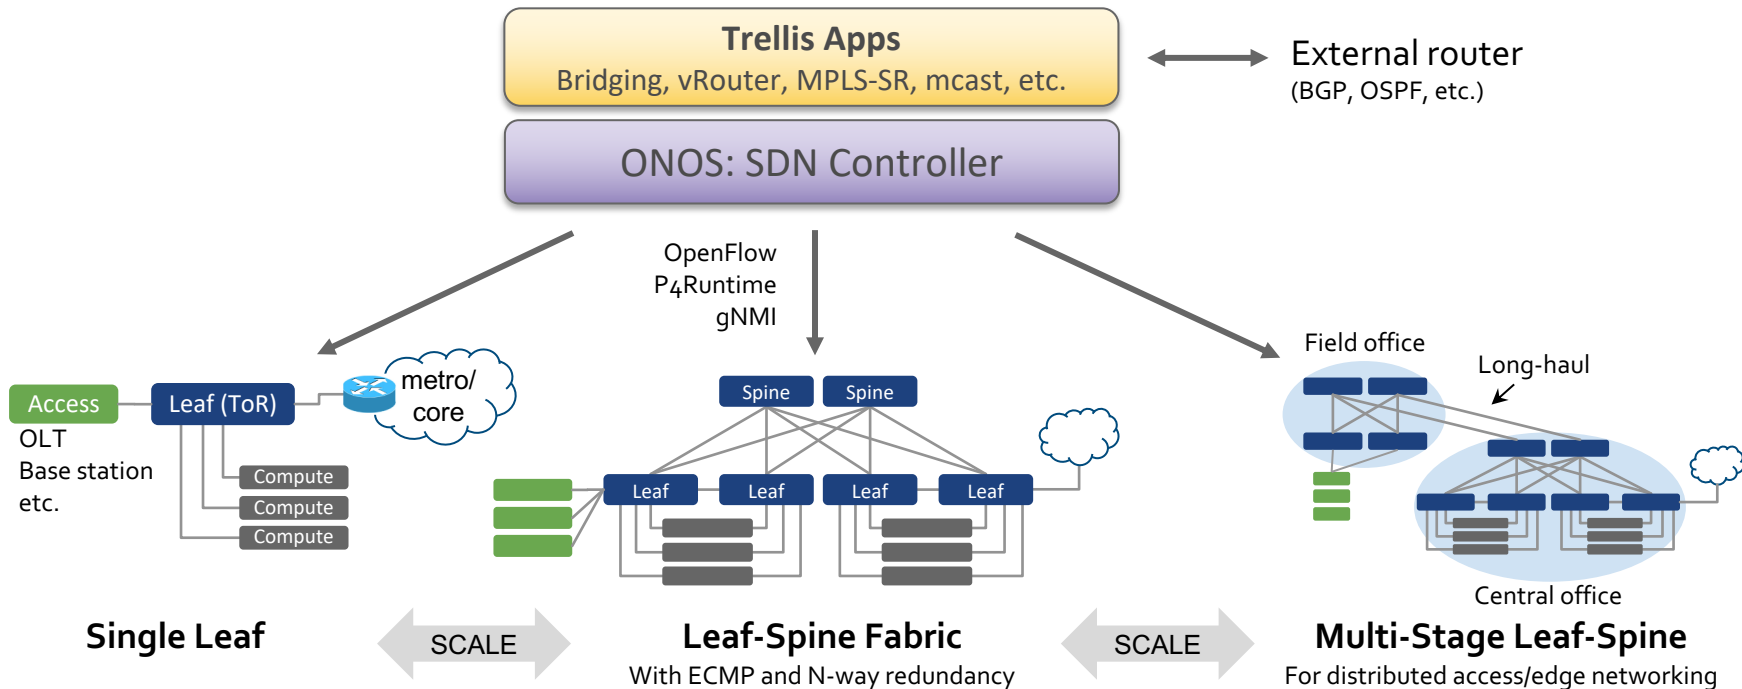 Trellis Apps
Bridging, vRouter, MPLS-SR, mcast, etc.
External router
(BGP, OSPF, etc.)
ONOS: SDN Controller
OpenFlow
P4Runtime
gNMI
Access
OLT
Base station
etc.
Leaf (ToR)
metro/
core
Compute
Compute
Compute
Spine
Spine
Leaf
Leaf
Leaf
Leaf
Field office
Long-haul
Central office
Single Leaf
SCALE
Leaf-Spine Fabric
With ECMP and N-way redundancy
SCALE
Multi-Stage Leaf-Spine
For distributed access/edge networking